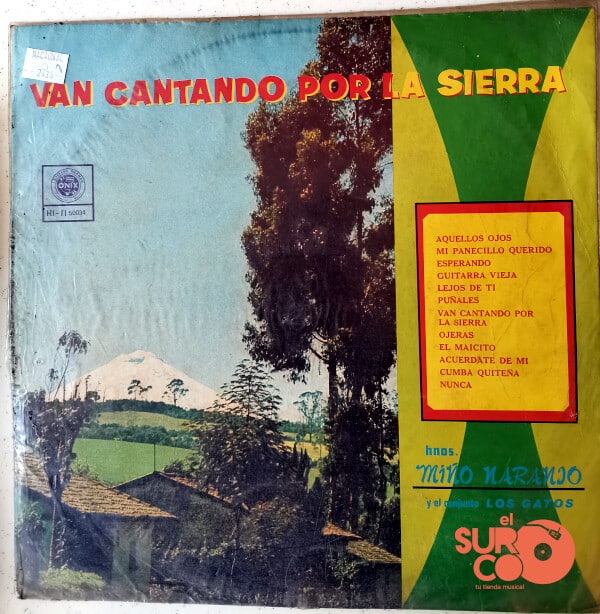 NACIONAL
VAN CANTANDO POR LA SIERRA
ONIX
HI-FI 50034
AQUELLOS OJOS
MI PANECILLO QUERIDO
ESPERANDO
GUITARRA VIEJA
LEJOS DE TI
PUÑALES
VAN CANTANDO POR
LA SIERRA
OJERAS
EL MAICITO
ACUERDATE DE MI
CUMBA QUITEÑA
NUNCA
hnos.
MIÑO NARANJO
y el conjunto LOS GATOS
el
SURCO
tu tienda musical